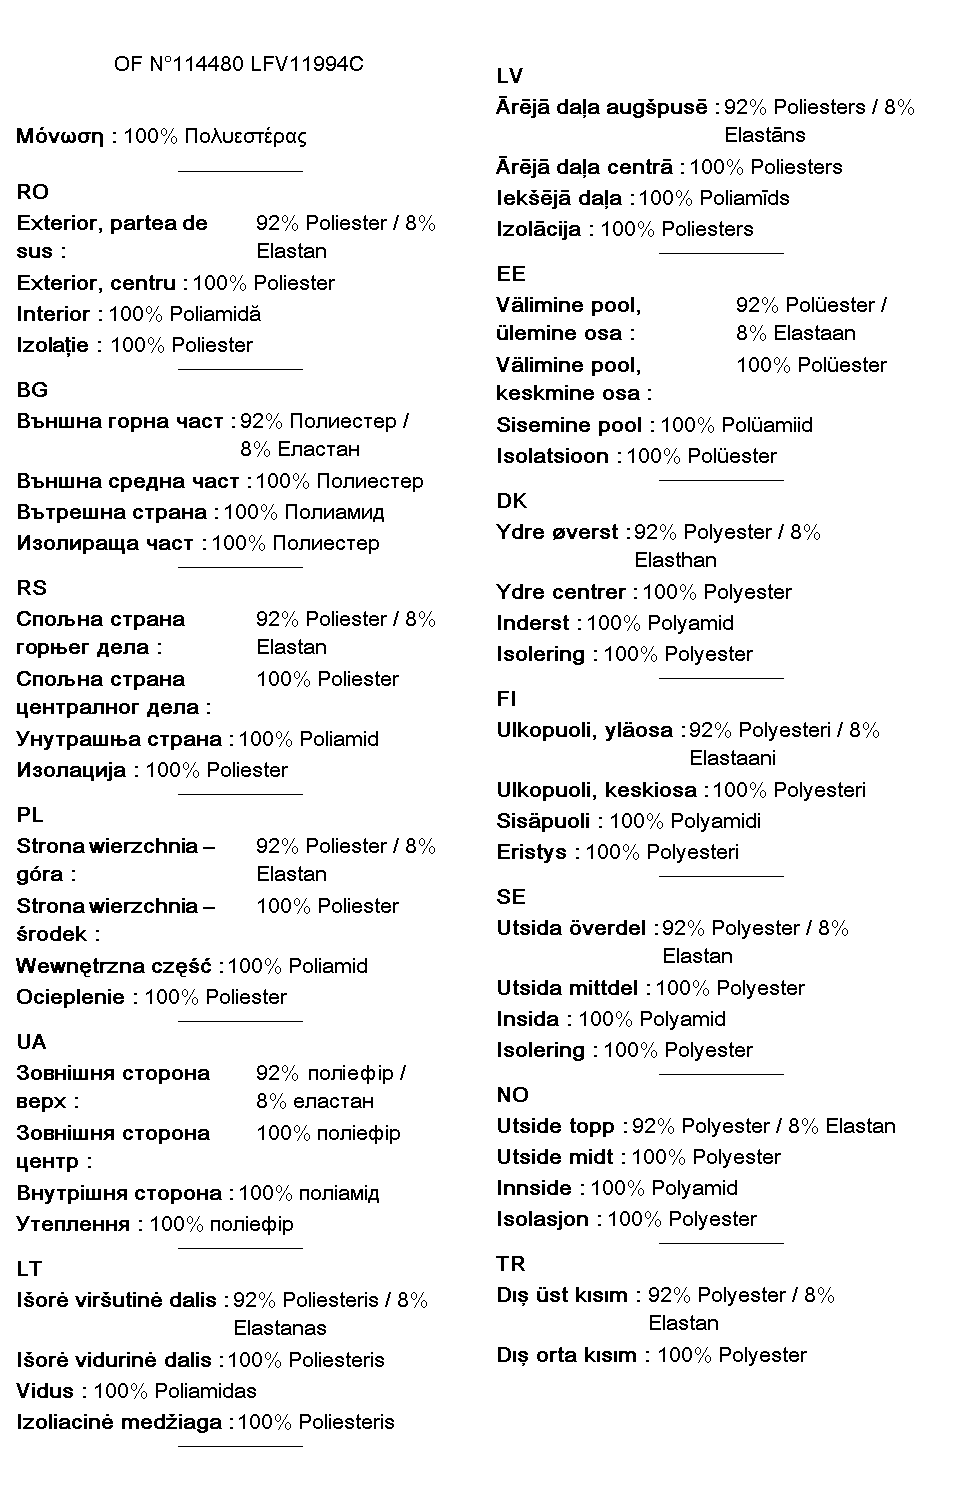 OF N°114480 LFV11994C
Μόνωση : 100% Πολυεστέρας
RO
Exterior, partea de sus : 92% Poliester / 8%
Elastan
Exterior, centru : 100% Poliester
Interior : 100% Poliamidă
Izolație : 100% Poliester
BG
Външна горна част : 92% Полиестер /
8% Еластан
Външна средна част : 100% Полиестер
Вътрешна страна : 100% Полиамид
Изолираща част : 100% Полиестер
RS
Спољна страна 92% Poliester / 8%
горњег дела : Elastan
Спољна страна 100% Poliester
централног дела :
Унутрашња страна : 100% Poliamid
Изолација : 100% Poliester
PL
Strona wierzchnia – 92% Poliester / 8%
góra : Elastan
Strona wierzchnia – 100% Poliester
środek :
Wewnętrzna część : 100% Poliamid
Ocieplenie : 100% Poliester
UA
Зовнішня сторона 92% поліефір /
верх : 8% еластан
Зовнішня сторона 100% поліефір
центр :
Внутрішня сторона : 100% поліамід
Утеплення : 100% поліефір
LT
Išorė viršutinė dalis : 92% Poliesteris / 8%
Elastanas
Išorė vidurinė dalis : 100% Poliesteris
Vidus : 100% Poliamidas
Izoliacinė medžiaga : 100% Poliesteris
LV
Ārējā daļa augšpusē : 92% Poliesters / 8%
Elastāns
Ārējā daļa centrā : 100% Poliesters
Iekšējā daļa : 100% Poliamīds
Izolācija : 100% Poliesters
EE
Välimine pool, 92% Polüester /
ülemine osa : 8% Elastaan
Välimine pool, 100% Polüester
keskmine osa :
Sisemine pool : 100% Polüamiid
Isolatsioon : 100% Polüester
DK
Ydre øverst : 92% Polyester / 8%
Elasthan
Ydre centrer : 100% Polyester
Inderst : 100% Polyamid
Isolering : 100% Polyester
FI
Ulkopuoli, yläosa : 92% Polyesteri / 8%
Elastaani
Ulkopuoli, keskiosa : 100% Polyesteri
Sisäpuoli : 100% Polyamidi
Eristys : 100% Polyesteri
SE
Utsida överdel : 92% Polyester / 8%
Elastan
Utsida mittdel : 100% Polyester
Insida : 100% Polyamid
Isolering : 100% Polyester
NO
Utside topp : 92% Polyester / 8% Elastan
Utside midt : 100% Polyester
Innside : 100% Polyamid
Isolasjon : 100% Polyester
TR
Dış üst kısım : 92% Polyester / 8%
Elastan
Dış orta kısım : 100% Polyester